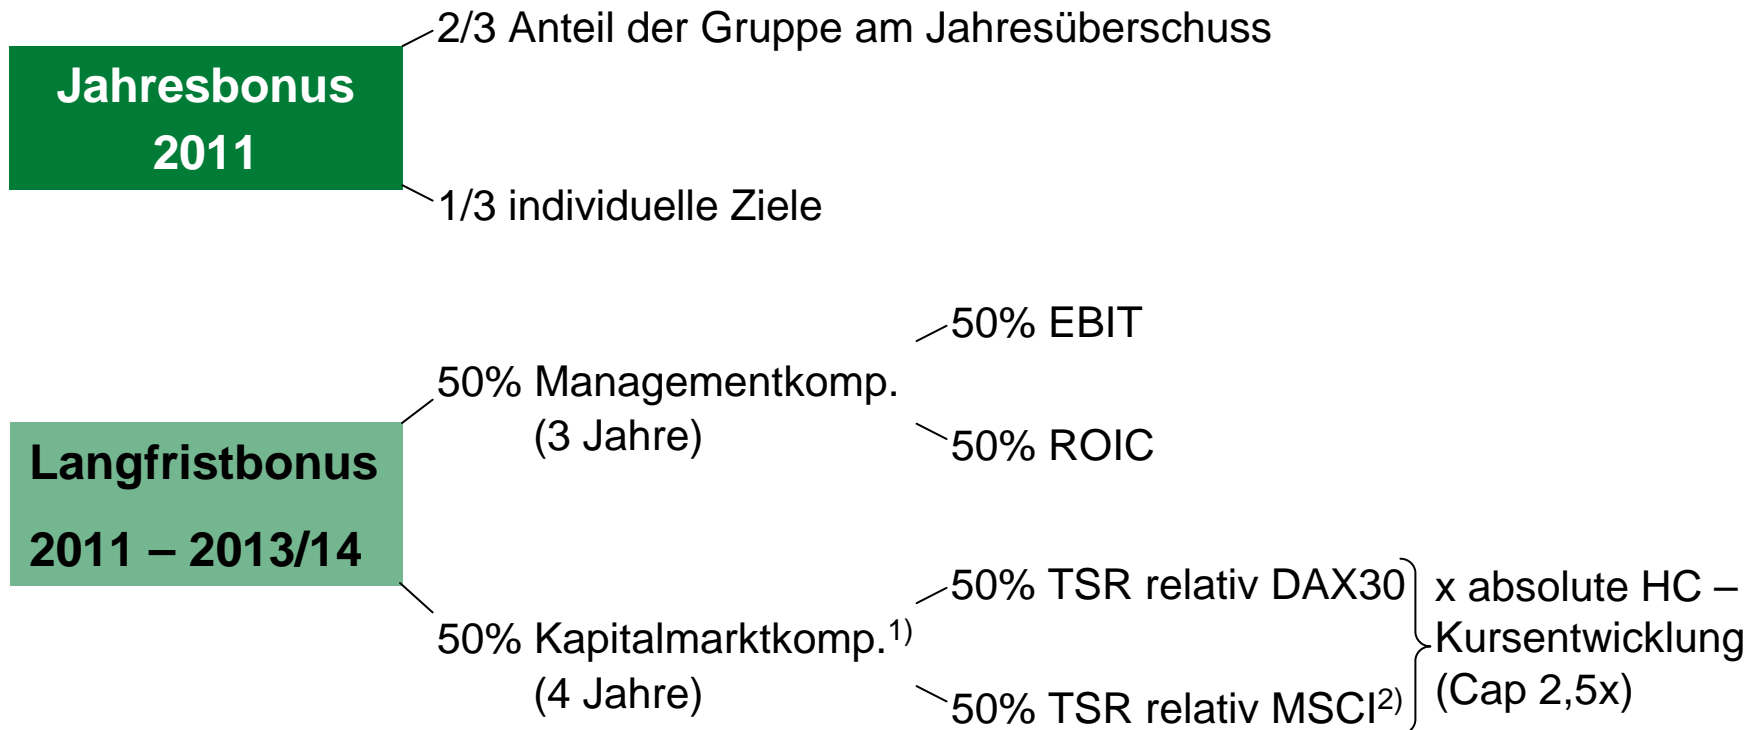 2/3 Anteil der Gruppe am Jahresüberschuss
Jahresbonus
2011
1/3 individuelle Ziele
50% EBIT
50% Managementkomp.
(3 Jahre)
50% ROIC
Langfristbonus
2011 – 2013/14
50% TSR relativ DAX30
x absolute HC –
Kursentwicklung
(Cap 2,5x)
50% Kapitalmarktkomp.1)
(4 Jahre)
50% TSR relativ MSCI2)